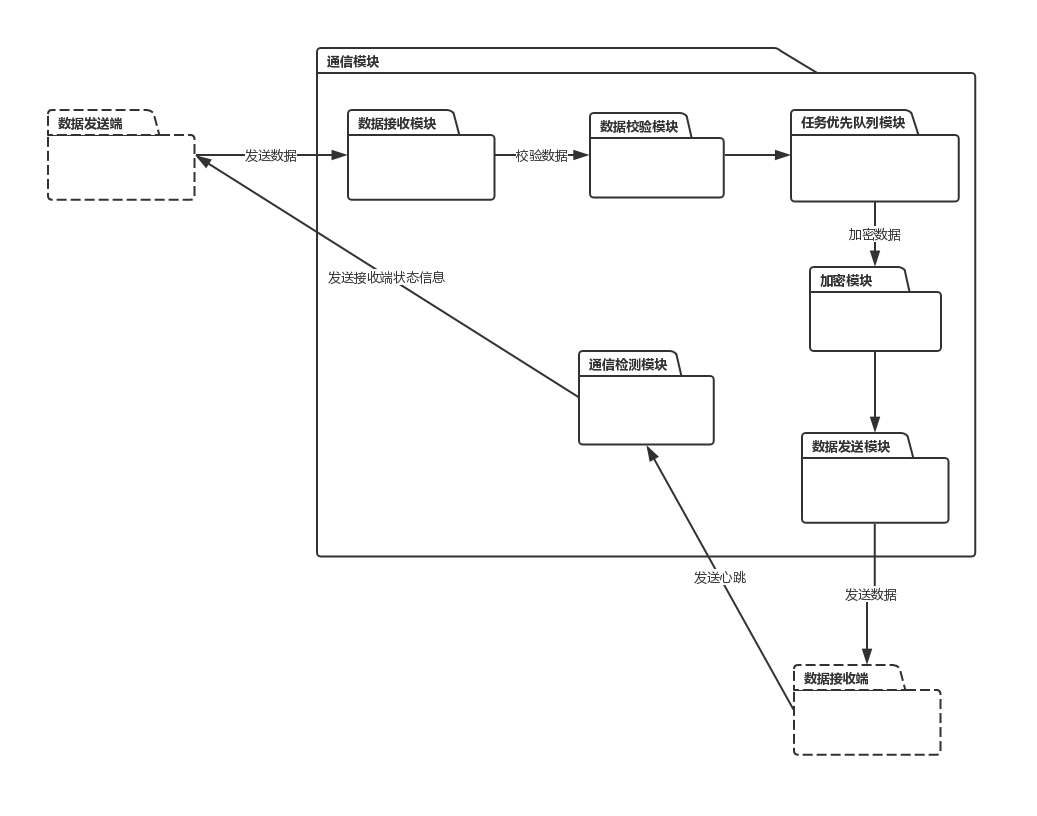 通信模块
数据发送端
数据接收模块
数据校验模块
任务优先队列模块
发送数据
校验数据
加密数据
发送接收端状态信息
加密模块
通信检测模块
数据发送模块
发送心跳
发送数据
数据接收端